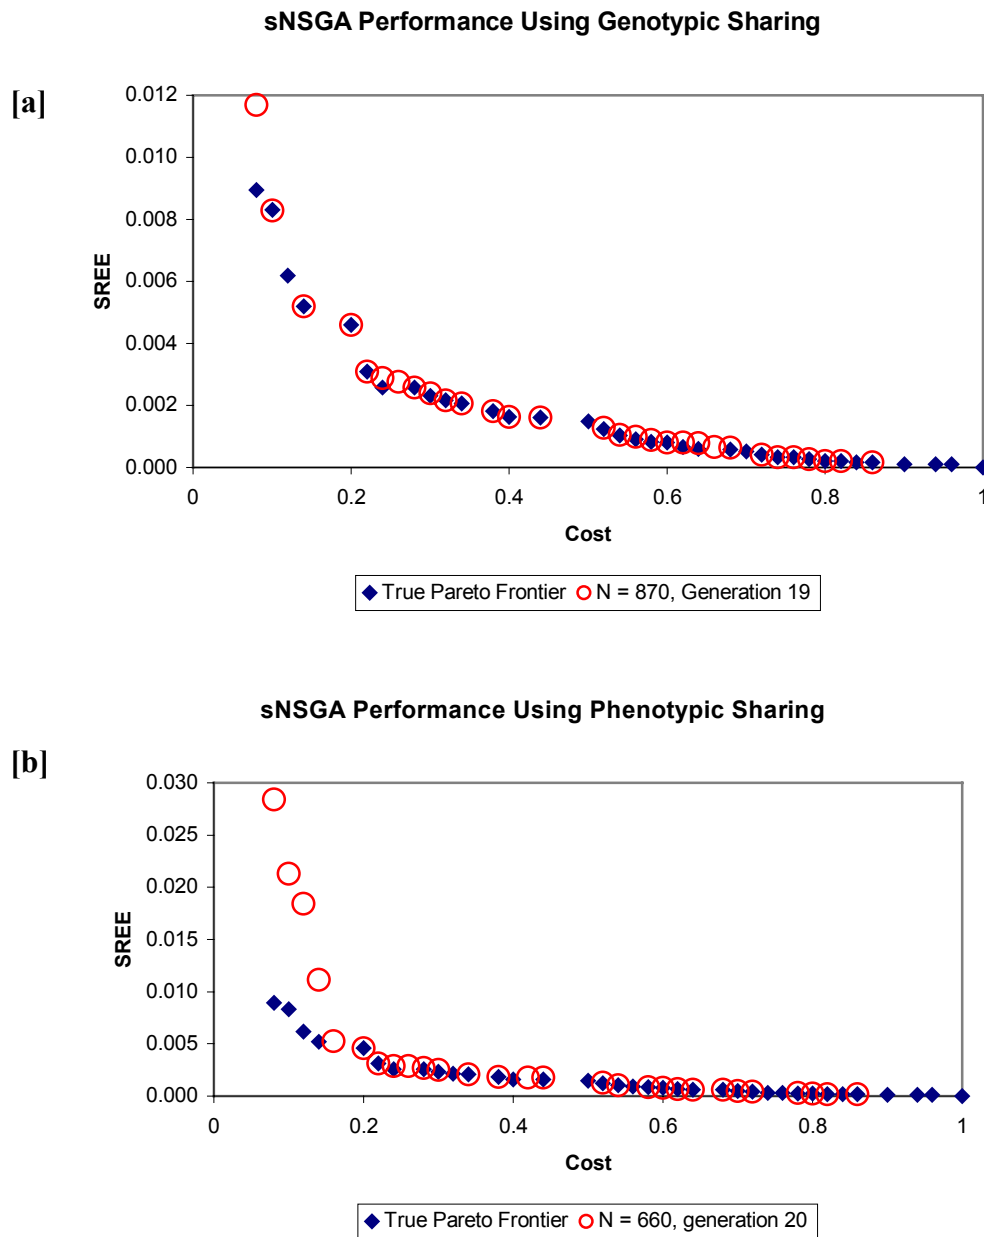 sNSGA Performance Using Genotypic Sharing
[a]
0.012
0.010
0.008
0.006
0.004
0.002
0.000
SREE
0 0.2 0.4 0.6 0.8 1
Cost
True Pareto Frontier N = 870, Generation 19
sNSGA Performance Using Phenotypic Sharing
[b]
0.030
0.025
0.020
0.015
0.010
0.005
0.000
SREE
0 0.2 0.4 0.6 0.8 1
Cost
True Pareto Frontier N = 660, generation 20